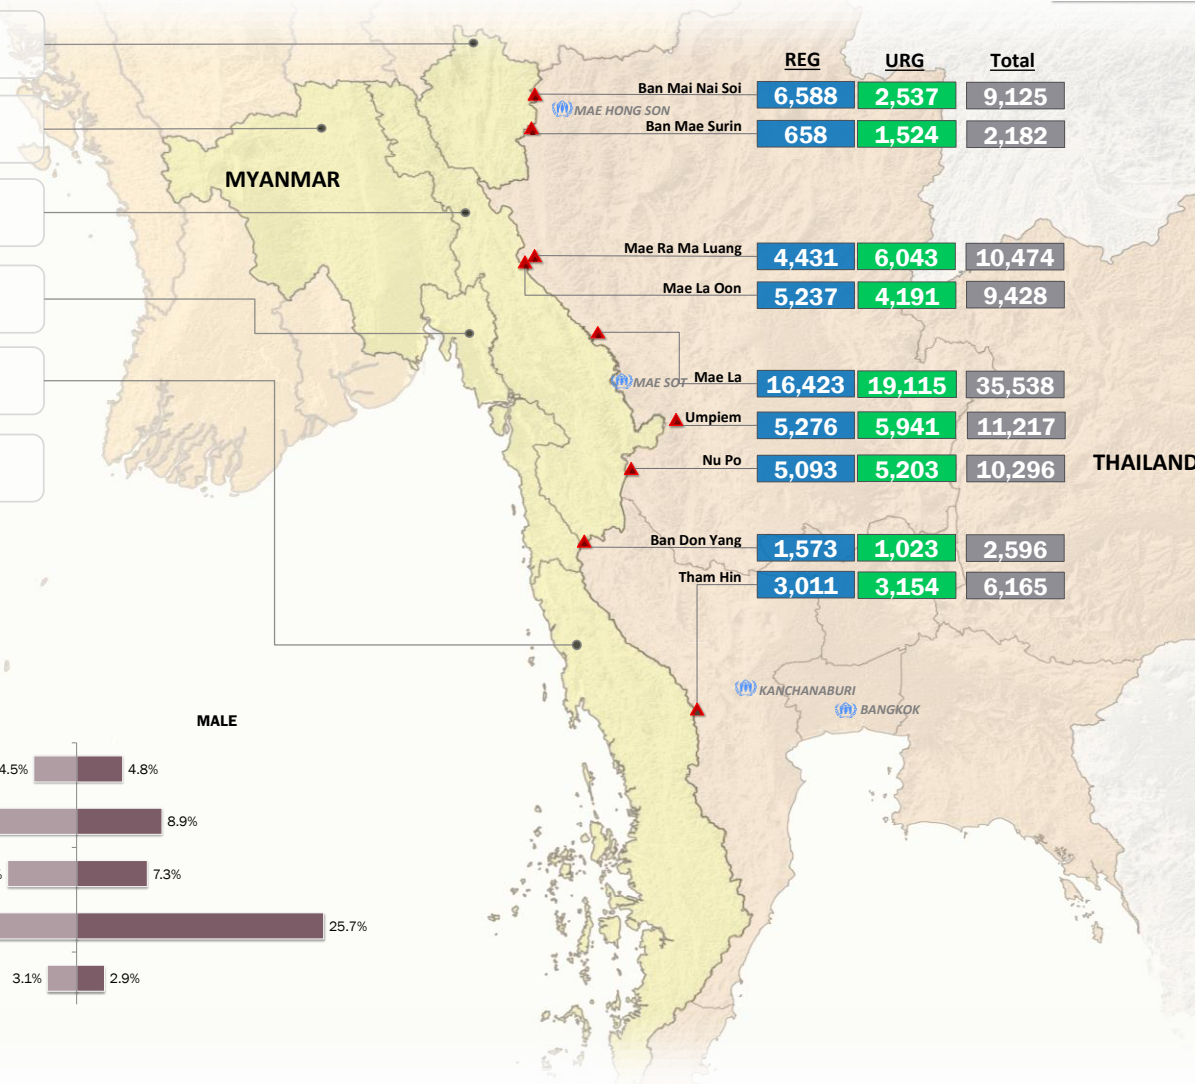 REG URG Total
Ban Mai Nai Soi 6,588 2,537 9,125
MAE HONG SON
Ban Mae Surin 658 1,524 2,182
MYANMAR
Mae Ra Ma Luang 4,431 6,043 10,474
Mae La Oon 5,237 4,191 9,428
MAE SOT
Mae La 16,423 19,115 35,538
Umpiem 5,276 5,941 11,217
Nu Po 5,093 5,203 10,296
THAILAND
Ban Don Yang 1,573 1,023 2,596
Tham Hin 3,011 3,154 6,165
KANCHANABURI
BANGKOK
MALE
4.5% 4.8%
8.9%
% 7.3%
25.7%
3.1% 2.9%